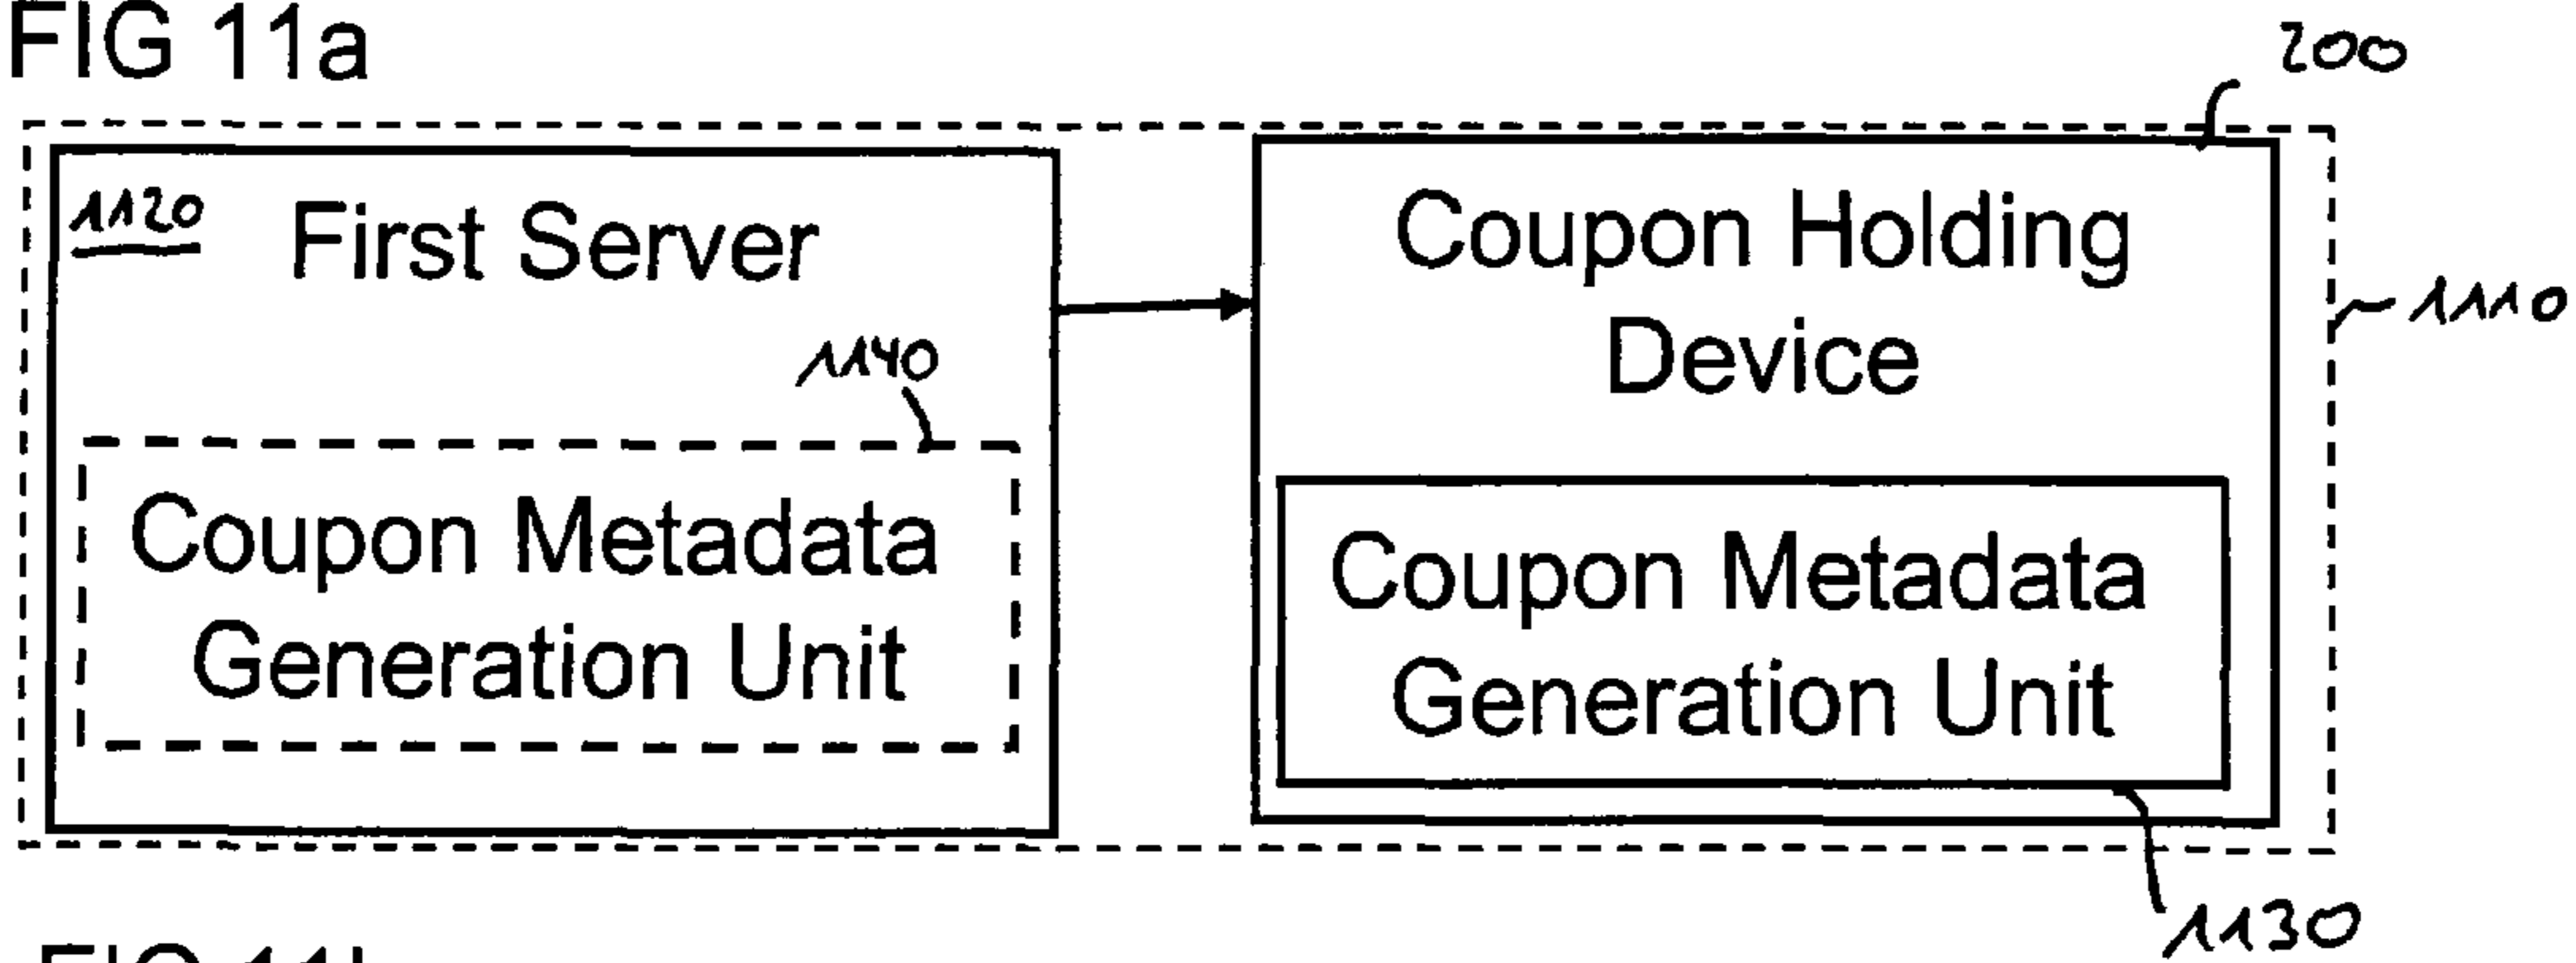 FIG 11a
200
1120
First Server
Coupon Holding
Device
1110
1140
Coupon Metadata
Generation Unit
Coupon Metadata
Generation Unit
1130